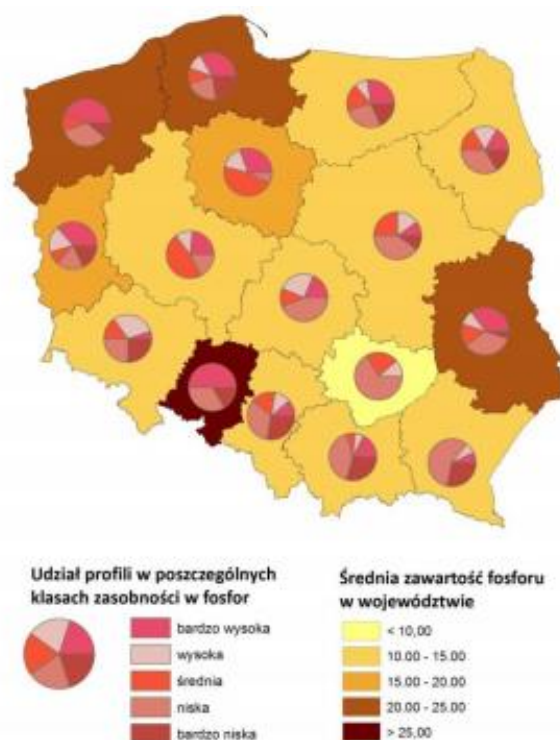 Udział profili w poszczególnych
klasach zasobności w fosfor
bardzo wysoka
wysoka
średnia
niska
bardzo niska
Średnia zawartość fosforu
w województwie
< 10,00
10.00 - 15.00
15.00 - 20.00
20.00 - 25.00
> 25,00